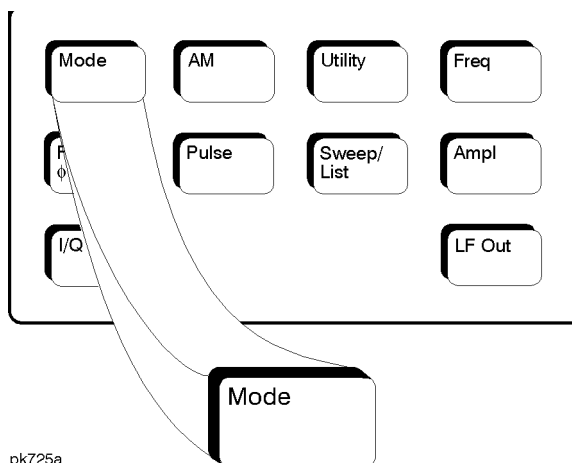 Mode
AM
Utility
Freq
F
ϕ
Pulse
Sweep/
List
Ampl
I/Q
LF Out
Mode
pk725a